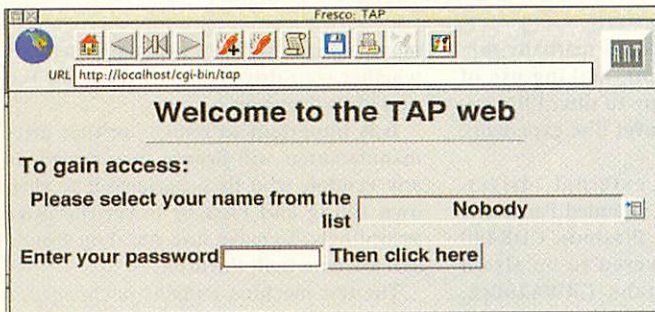 Fresco: TAP
ANT
URL http://localhost/cgi-bin/tap
Welcome to the TAP web
To gain access:
Please select your name from the
list
Nobody
Enter your password
Then click here